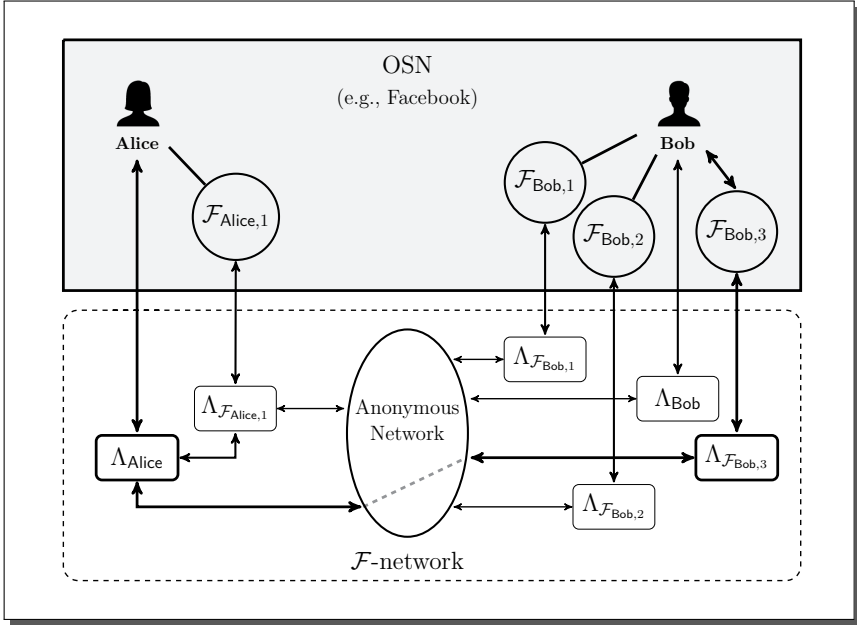 OSN
(e.g., Facebook)
Alice
Bob
ℱAlice,1
ℱBob,1
ℱBob,2
ℱBob,3
ΛℱBob,1
ΛℱAlice,1
Anonymous
Network
ΛBob
ΛAlice
ΛℱBob,3
ΛℱBob,2
ℱ-network